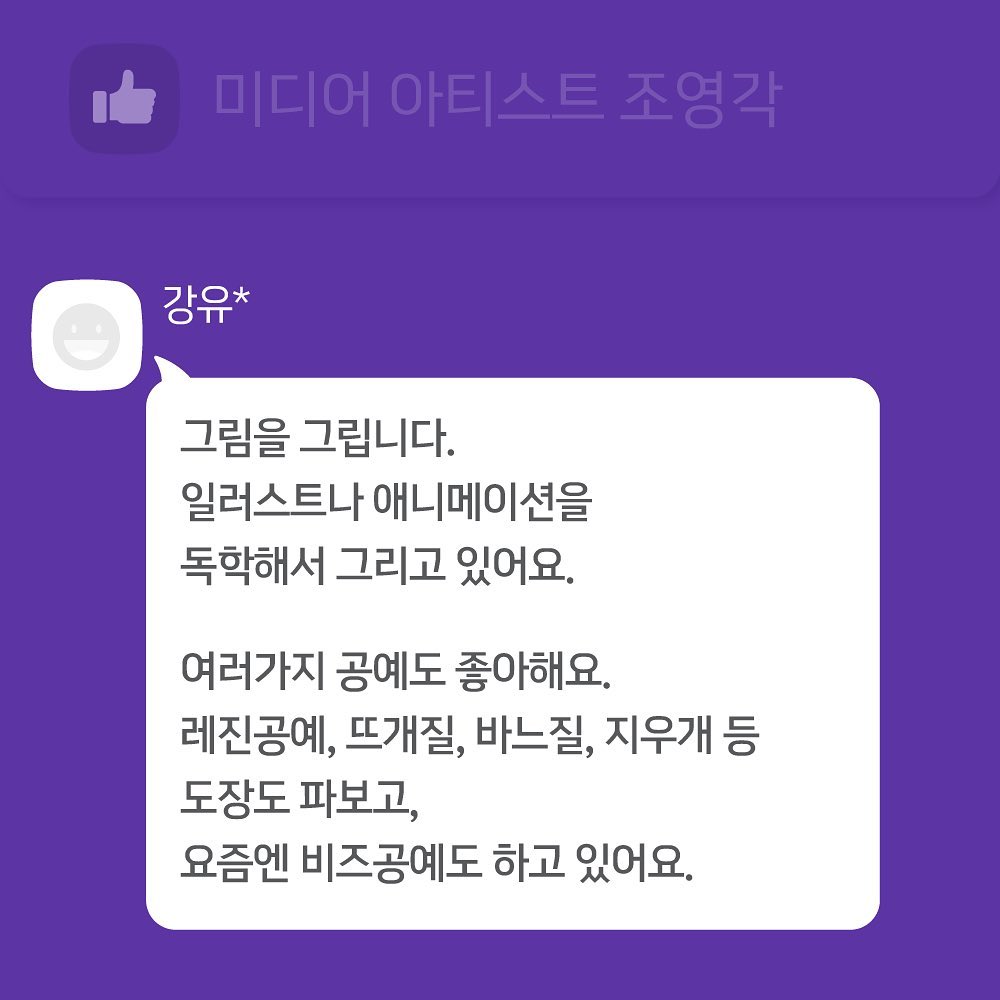 미디어 아티스트 조영각
강유*
그림을 그립니다.
일러스트나 애니메이션을
독학해서 그리고 있어요.
여러가지 공예도 좋아해요.
레진공예, 뜨개질, 바느질, 지우개 등
도장도 파보고,
요즘엔 비즈공예도 하고 있어요.